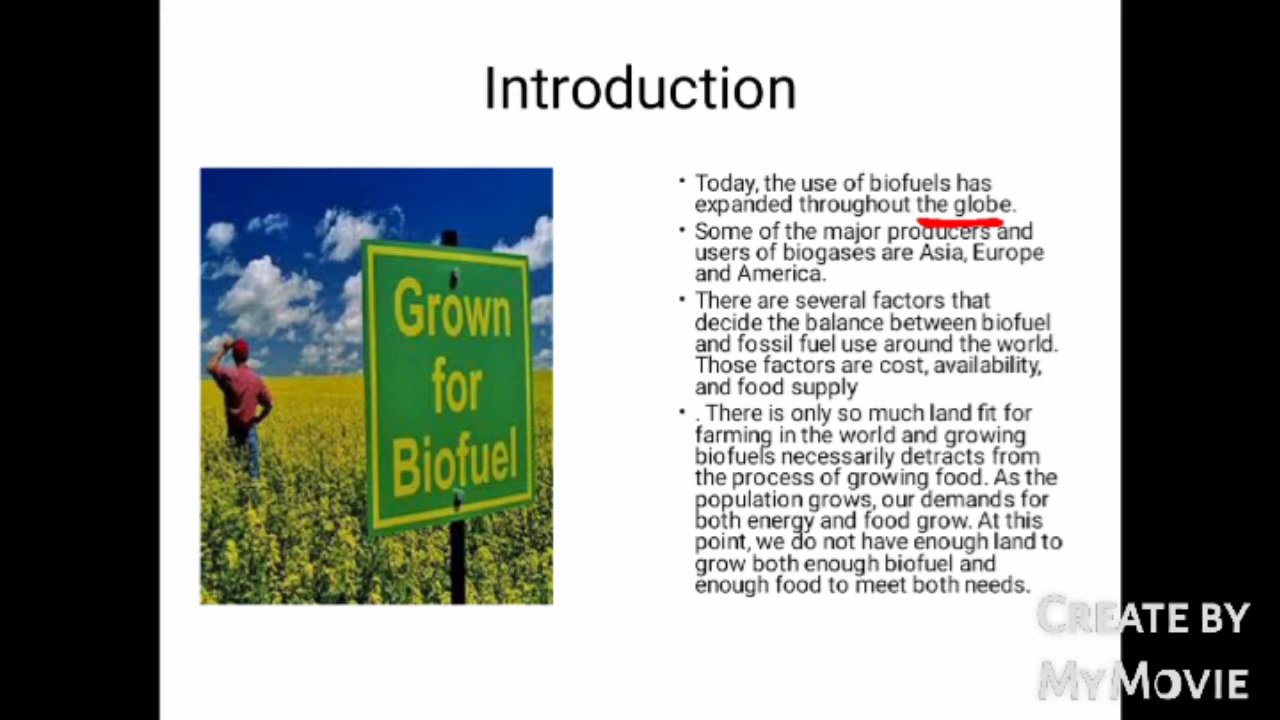 Introduction
Grown
for
Biofuel
• Today, the use of biofuels has
expanded throughout the globe.
• Some of the major producers and
users of biogases are Asia, Europe
and America.
• There are several factors that
decide the balance between biofuel
and fossil fuel use around the world.
Those factors are cost, availability,
and food supply
• . There is only so much land fit for
farming in the world and growing
biofuels necessarily detracts from
the process of growing food. As the
population grows, our demands for
both energy and food grow. At this
point, we do not have enough land to
grow both enough biofuel and
enough food to meet both needs.
CREATE BY
MYMOVIE